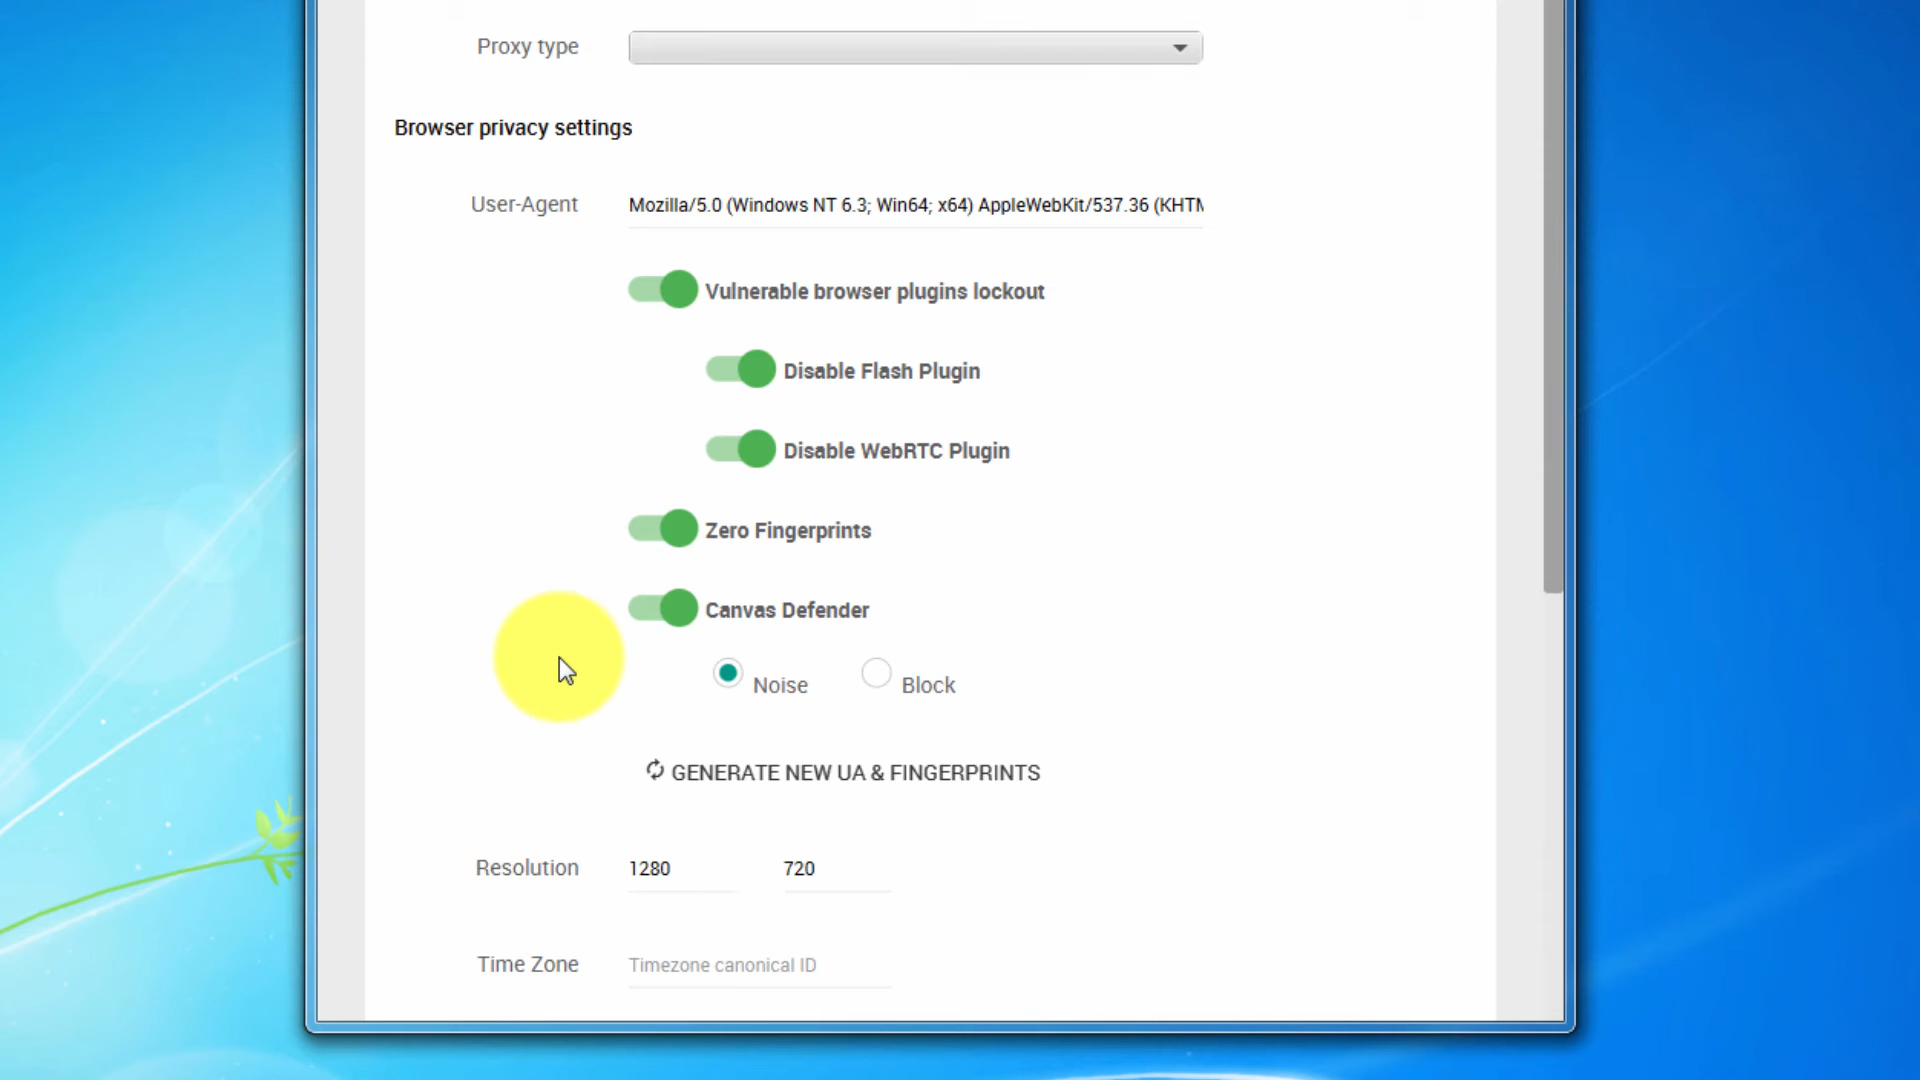 Proxy type
Browser privacy settings
User-Agent Mozilla/5.0 (Windows NT 6.3; Win64; x64) AppleWebKit/537.36 (KHTM
Vulnerable browser plugins lockout
Disable Flash Plugin
Disable WebRTC Plugin
Zero Fingerprints
Canvas Defender
Noise Block
GENERATE NEW UA & FINGERPRINTS
Resolution 1280 720
Time Zone Timezone canonical ID